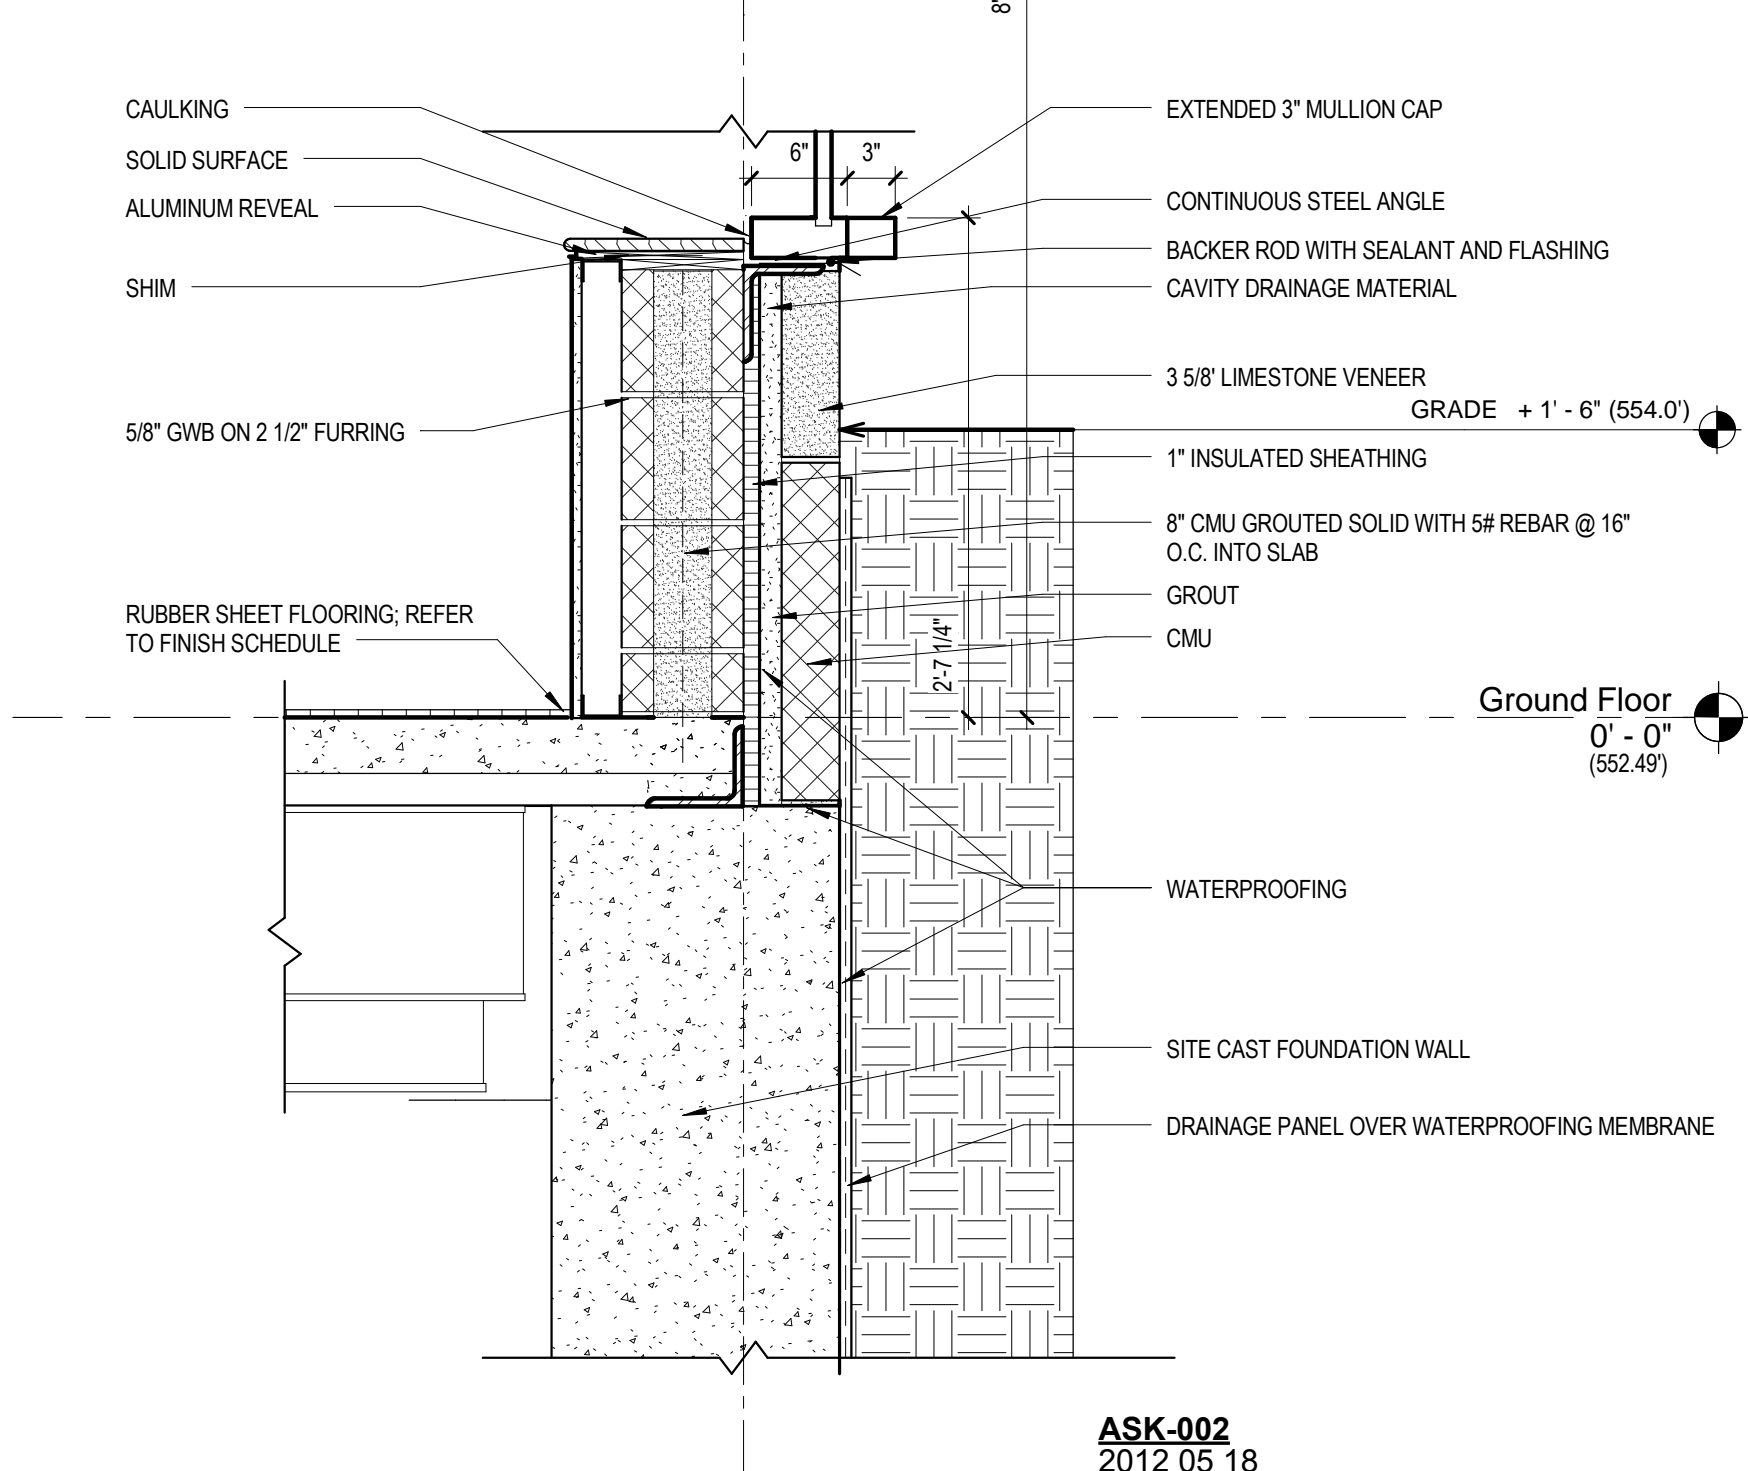 8'
CAULKING
SOLID SURFACE
ALUMINUM REVEAL
SHIM
5/8" GWB ON 2 1/2" FURRING
RUBBER SHEET FLOORING; REFER
TO FINISH SCHEDULE
6"
3"
2'-7 1/4"
EXTENDED 3" MULLION CAP
CONTINUOUS STEEL ANGLE
BACKER ROD WITH SEALANT AND FLASHING
CAVITY DRAINAGE MATERIAL
3 5/8' LIMESTONE VENEER
GRADE + 1' - 6" (554.0')
1" INSULATED SHEATHING
8" CMU GROUTED SOLID WITH 5# REBAR @ 16"
O.C. INTO SLAB
GROUT
CMU
Ground Floor
0' - 0"
(552.49')
WATERPROOFING
SITE CAST FOUNDATION WALL
DRAINAGE PANEL OVER WATERPROOFING MEMBRANE
ASK-002
2012 05 18